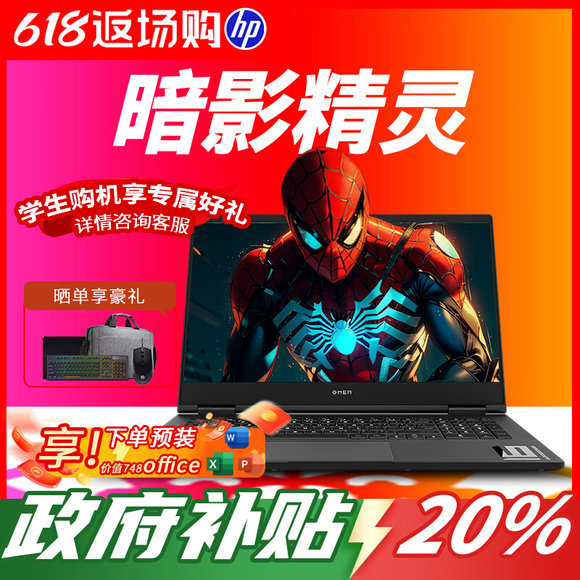 618返场购 hp
暗影精灵
学生购机享专属好礼
详情咨询客服
晒单享豪礼
OMEN
享!
下单预装
价值748office
W
X
P
政府补贴
20%